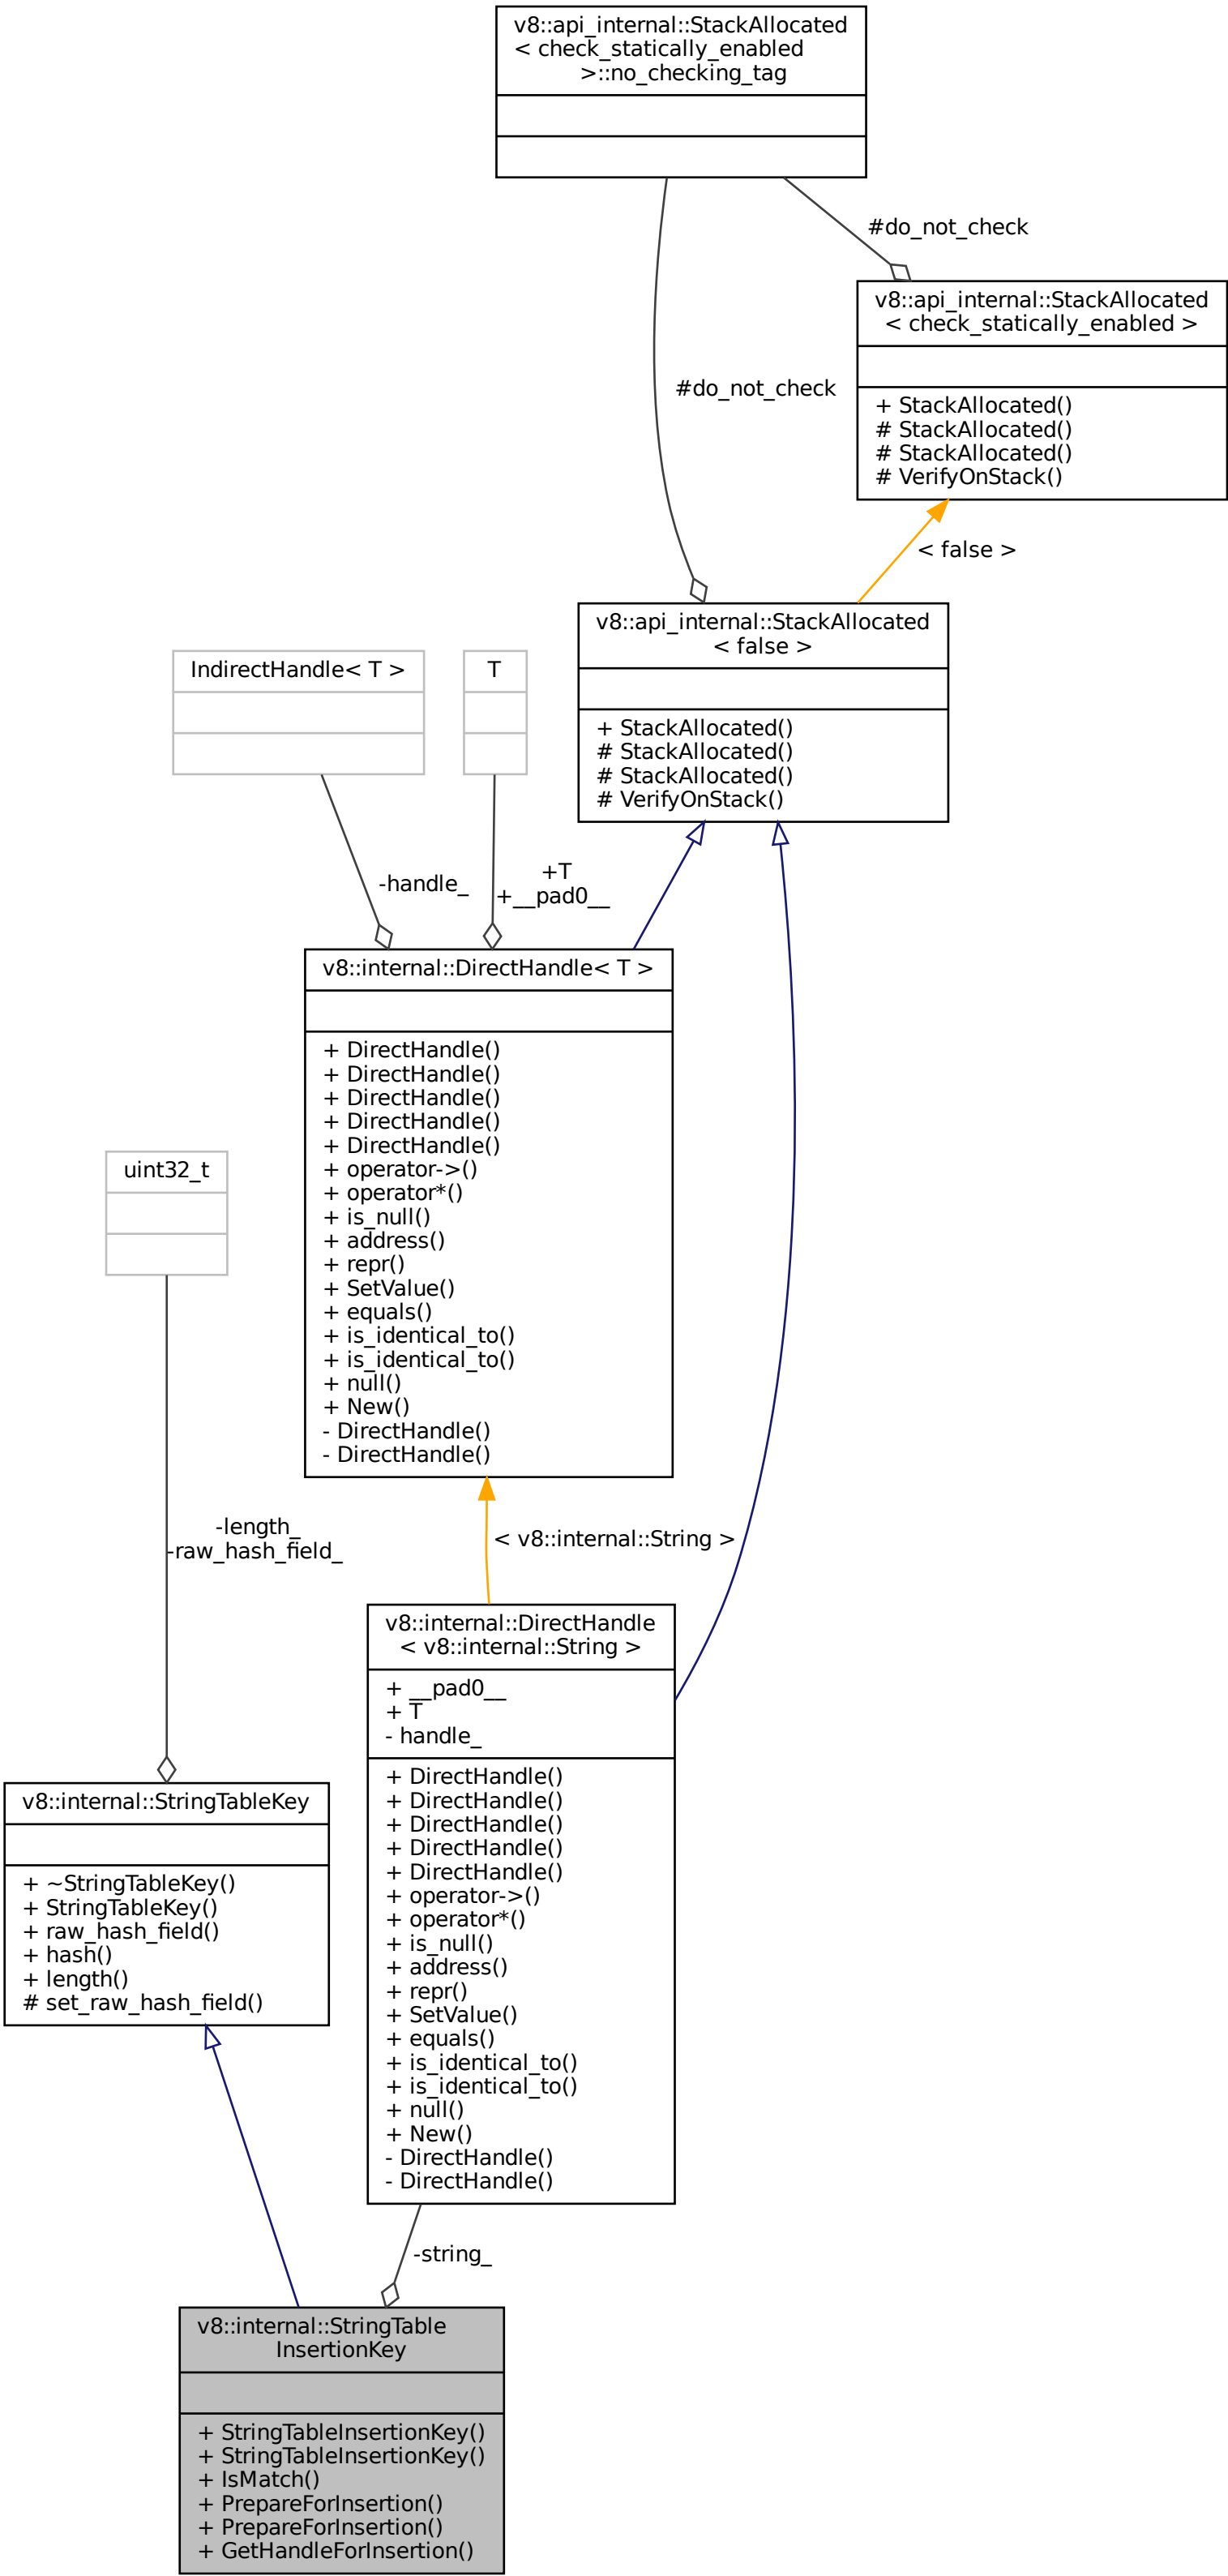 v8::api_internal::StackAllocated
< check_statically_enabled
>::no_checking_tag
#do_not_check
v8::api_internal::StackAllocated
< check_statically_enabled >
+ StackAllocated()
# StackAllocated()
# StackAllocated()
# VerifyOnStack()
#do_not_check
< false >
v8::api_internal::StackAllocated
< false >
+ StackAllocated()
# StackAllocated()
# StackAllocated()
# VerifyOnStack()
IndirectHandle< T >
T
-handle_
+T
+__pad0__
v8::internal::DirectHandle< T >
+ DirectHandle()
+ DirectHandle()
+ DirectHandle()
+ DirectHandle()
+ DirectHandle()
+ operator->()
+ operator*()
+ is_null()
+ address()
+ repr()
+ SetValue()
+ equals()
+ is_identical_to()
+ is_identical_to()
+ null()
+ New()
- DirectHandle()
- DirectHandle()
uint32_t
-length_
-raw_hash_field_
< v8::internal::String >
v8::internal::DirectHandle
< v8::internal::String >
+ __pad0__
+ T
- handle_
+ DirectHandle()
+ DirectHandle()
+ DirectHandle()
+ DirectHandle()
+ DirectHandle()
+ operator->()
+ operator*()
+ is_null()
+ address()
+ repr()
+ SetValue()
+ equals()
+ is_identical_to()
+ is_identical_to()
+ null()
+ New()
- DirectHandle()
- DirectHandle()
v8::internal::StringTableKey
+ ~StringTableKey()
+ StringTableKey()
+ raw_hash_field()
+ hash()
+ length()
# set_raw_hash_field()
-string_
v8::internal::StringTable
InsertionKey
+ StringTableInsertionKey()
+ StringTableInsertionKey()
+ IsMatch()
+ PrepareForInsertion()
+ PrepareForInsertion()
+ GetHandleForInsertion()